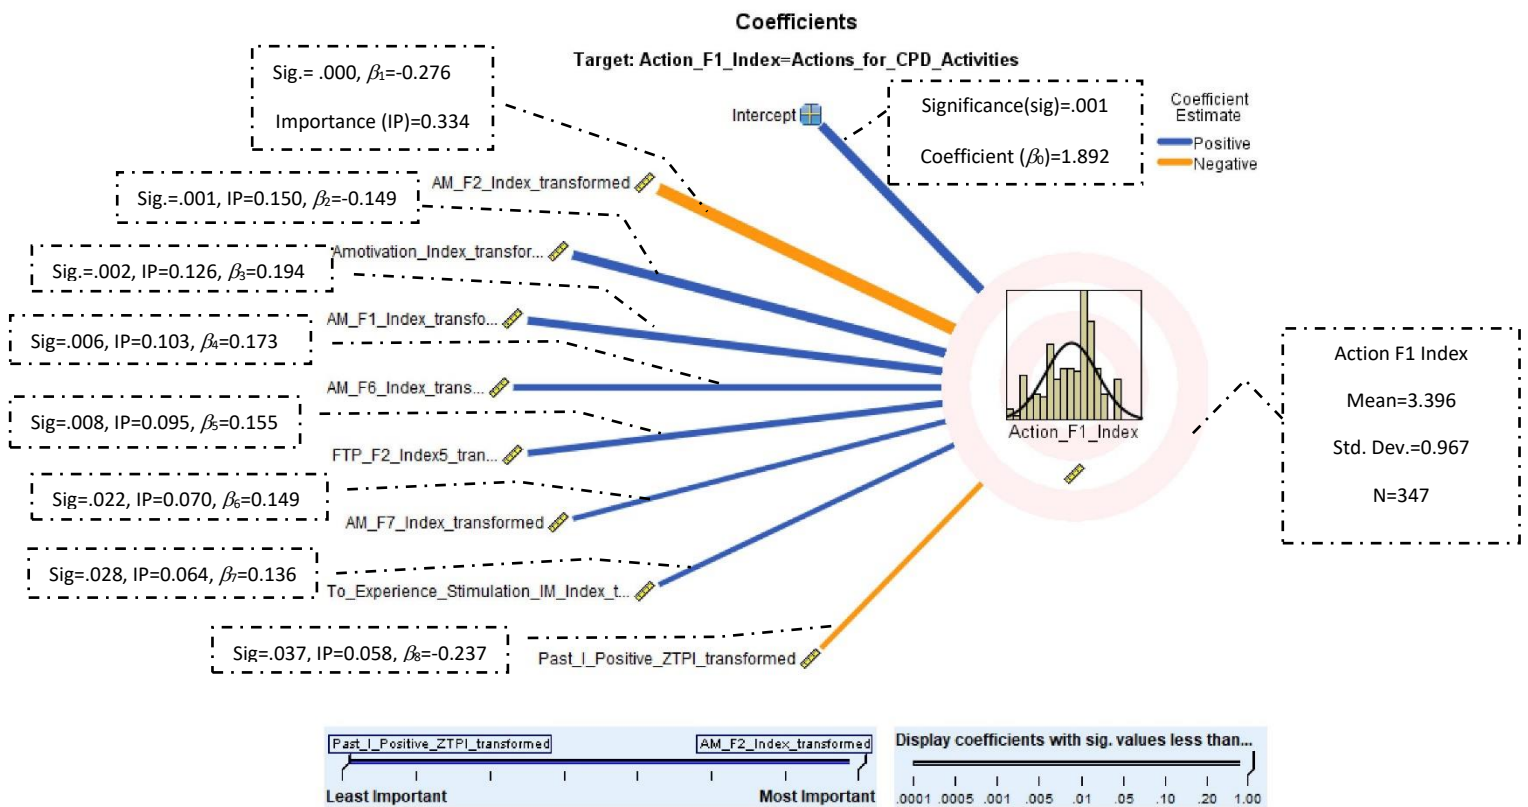 Coefficients
Target: Action_F1_Index=Actions_for_CPD_Activities
Sig.= .000, β1=-0.276
Importance (IP)=0.334
Intercept
Significance(sig)=.001
Coefficient (β0)=1.892
Coefficient
Estimate
Positive
Negative
AM_F2_Index_transformed
Sig.=.001, IP=0.150, β2=-0.149
Amotivation_Index_transfor...
Sig.=.002, IP=0.126, β3=0.194
AM_F1_Index_transfo...
Sig=.006, IP=0.103, β4=0.173
AM_F6_Index_trans...
Sig=.008, IP=0.095, β5=0.155
FTP_F2_Index5_tran...
Sig=.022, IP=0.070, β6=0.149
AM_F7_Index_transformed
Sig=.028, IP=0.064, β7=0.136
To_Experience_Stimulation_IM_Index_t...
Sig=.037, IP=0.058, β8=-0.237
Past_I_Positive_ZTPI_transformed
Action_F1_Index
Action F1 Index
Mean=3.396
Std. Dev.=0.967
N=347
Past_I_Positive_ZTPI_transformed
AM_F2_Index_transformed
Least Important
Most Important
Display coefficients with sig. values less than...
.0001 .0005 .001 .005 .01 .05 .10 .20 1.00